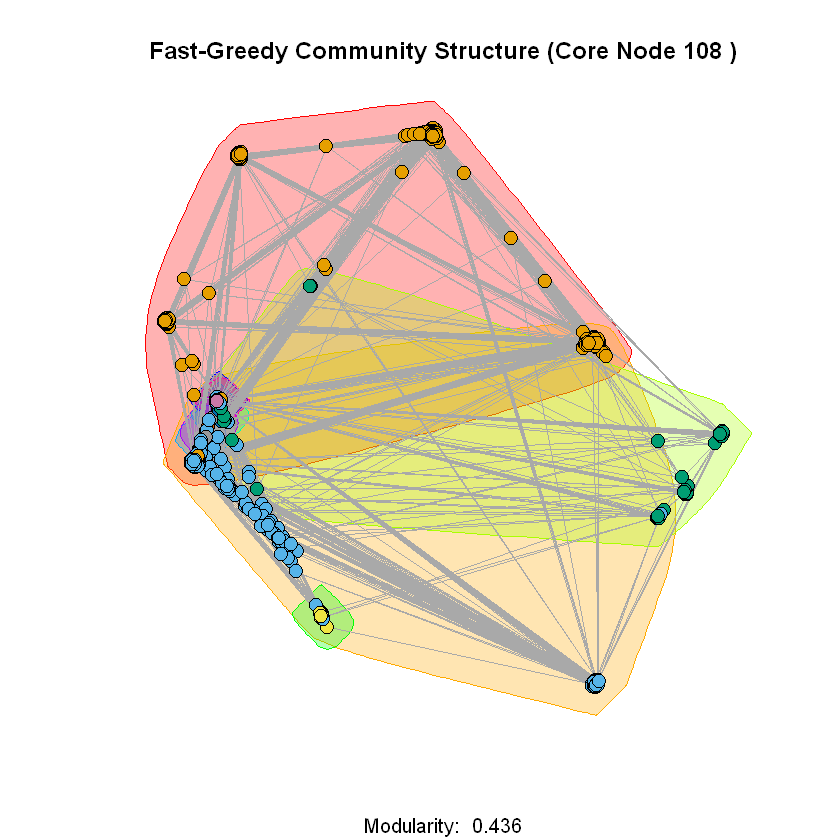 Fast-Greedy Community Structure (Core Node 108 )
Modularity:  0.436